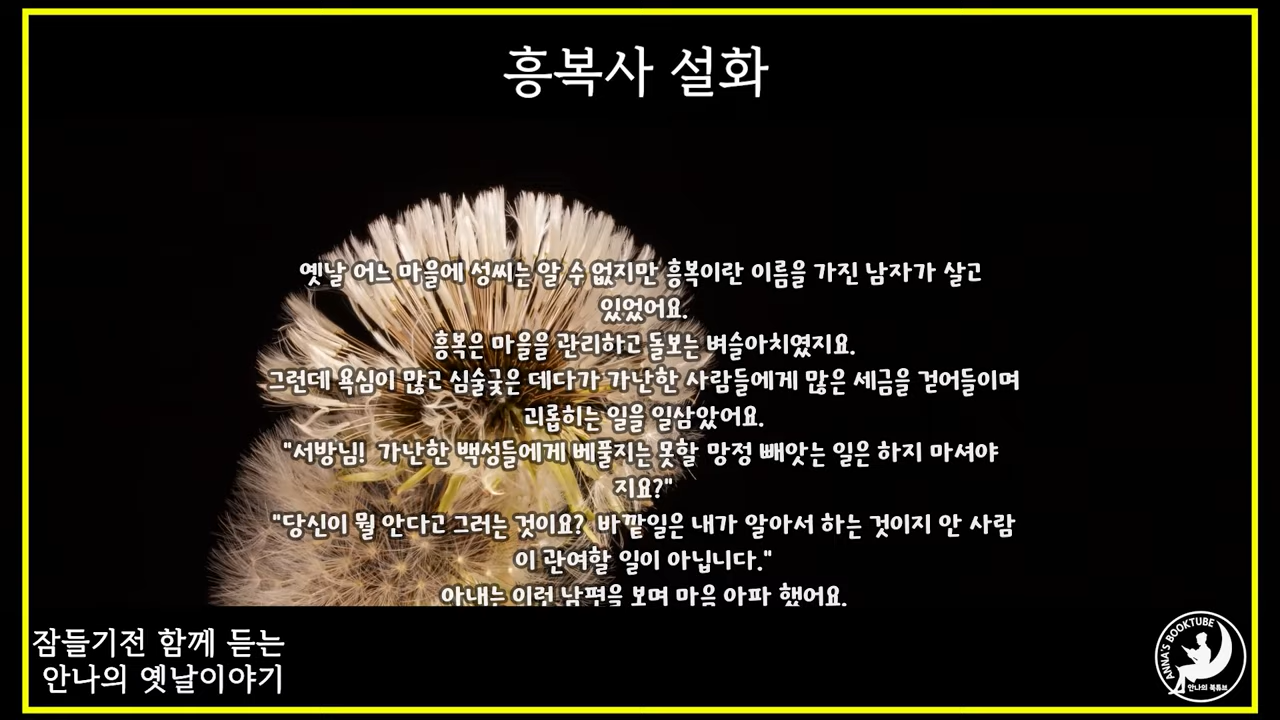 흥복사 설화
옛날 어느 마을에 성씨는 알 수 없지만 흥복이란 이름을 가진 남자가 살고
있었어요.
흥복은 마을을 관리하고 돌보는 벼슬아치였지요.
그런데 욕심이 많고 심술궂은 데다가 가난한 사람들에게 많은 세금을 걷어들이며
괴롭히는 일을 일삼았어요.
"서방님! 가난한 백성들에게 베풀지는 못할 망정 빼앗는 일은 하지 마셔야
지요?"
"당신이 뭘 안다고 그러는 것이요? 바깥일은 내가 알아서 하는 것이지 안 사람
이 관여할 일이 아닙니다."
아내는 이런 남편을 보며 마음 아파 했어요.
잠들기전 함께 듣는
안나의 옛날이야기
ANNA'S BOOKTUBE
안나의 북튜브